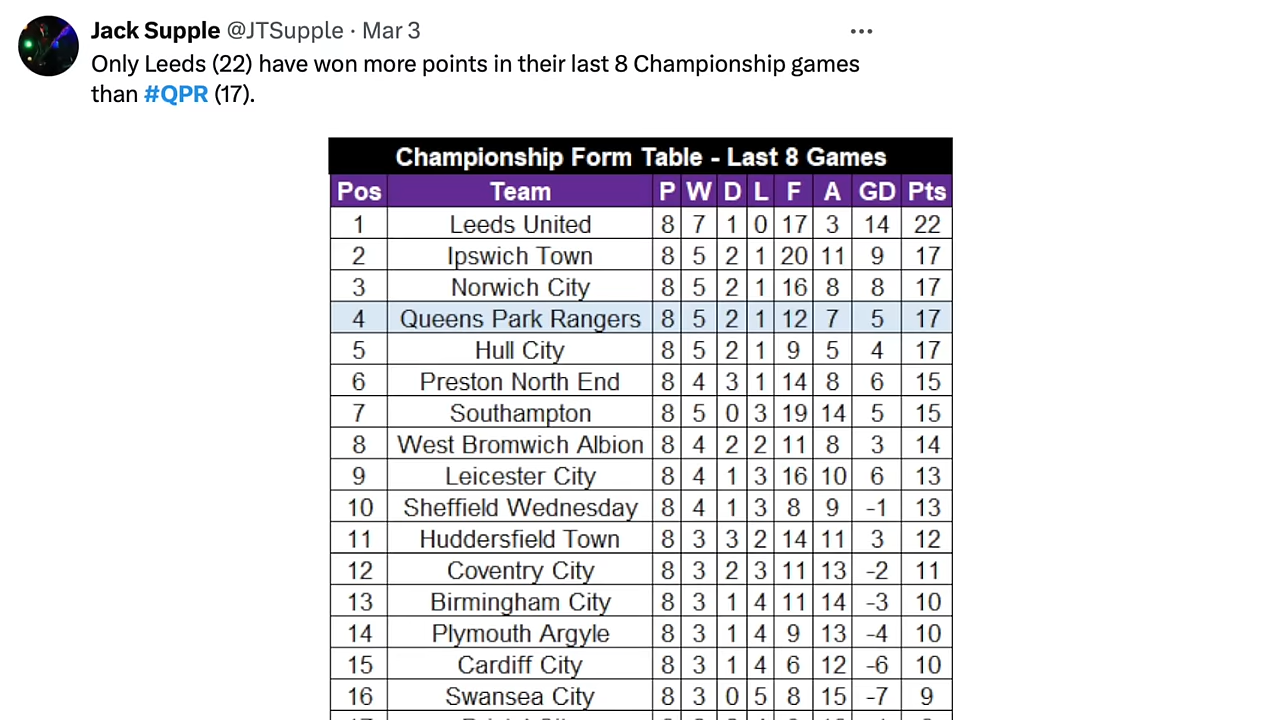 Jack Supple @JTSupple · Mar 3
Only Leeds (22) have won more points in their last 8 Championship games
than #QPR (17).
Championship Form Table - Last 8 Games
Pos Team P W D L F A GD Pts
1 Leeds United 8 7 1 0 17 3 14 22
2 Ipswich Town 8 5 2 1 20 11 9 17
3 Norwich City 8 5 2 1 16 8 8 17
4 Queens Park Rangers 8 5 2 1 12 7 5 17
5 Hull City 8 5 2 1 9 5 4 17
6 Preston North End 8 4 3 1 14 8 6 15
7 Southampton 8 5 0 3 19 14 5 15
8 West Bromwich Albion 8 4 2 2 11 8 3 14
9 Leicester City 8 4 1 3 16 10 6 13
10 Sheffield Wednesday 8 4 1 3 8 9 -1 13
11 Huddersfield Town 8 3 3 2 14 11 3 12
12 Coventry City 8 3 2 3 11 13 -2 11
13 Birmingham City 8 3 1 4 11 14 -3 10
14 Plymouth Argyle 8 3 1 4 9 13 -4 10
15 Cardiff City 8 3 1 4 6 12 -6 10
16 Swansea City 8 3 0 5 8 15 -7 9